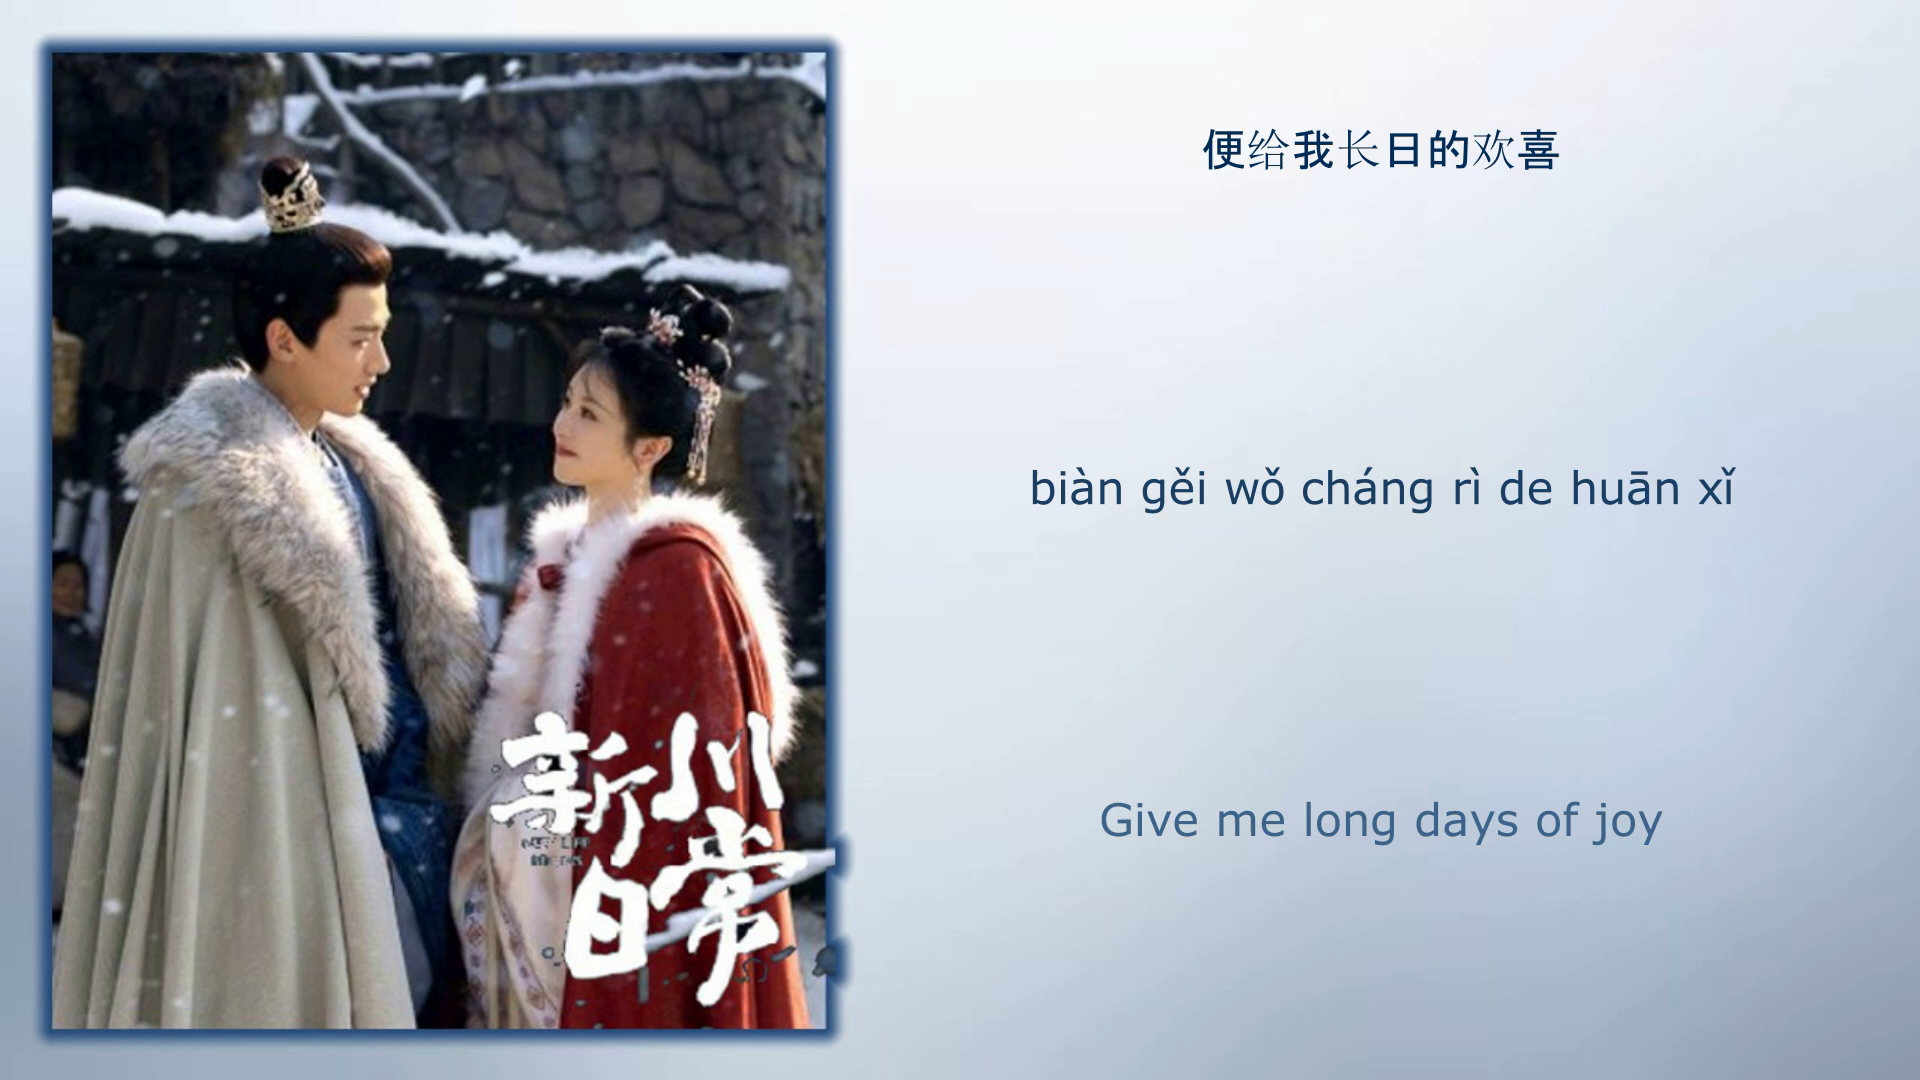 便给我长日的欢喜
biàn gěi wǒ cháng rì de huān xǐ
Give me long days of joy
新川
日常